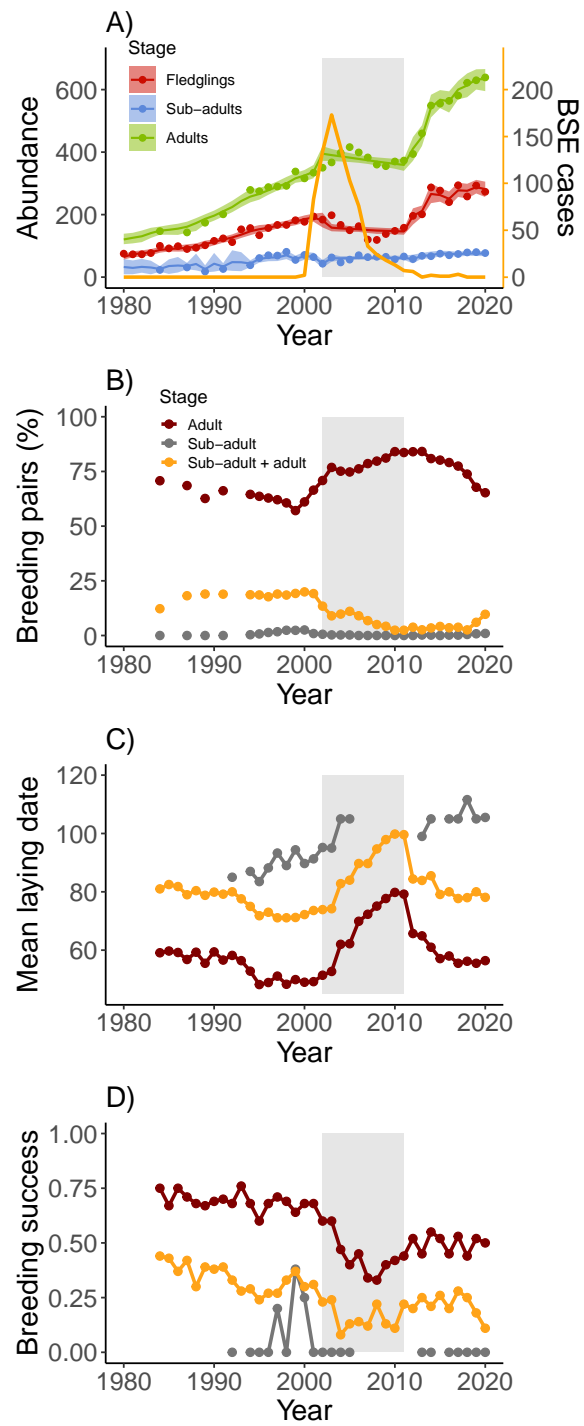 A)
Stage
Fledglings
Sub-adults
Adults
600
400
200
0
Abundance
200
150
100
50
0
BSE cases
1980 1990 2000 2010 2020
Year
B)
Stage
Adult
Sub-adult
Sub-adult + adult
100
75
50
25
0
Breeding pairs (%)
1980 1990 2000 2010 2020
Year
C)
120
100
80
60
Mean laying date
1980 1990 2000 2010 2020
Year
D)
1.00
0.75
0.50
0.25
0.00
Breeding success
1980 1990 2000 2010 2020
Year